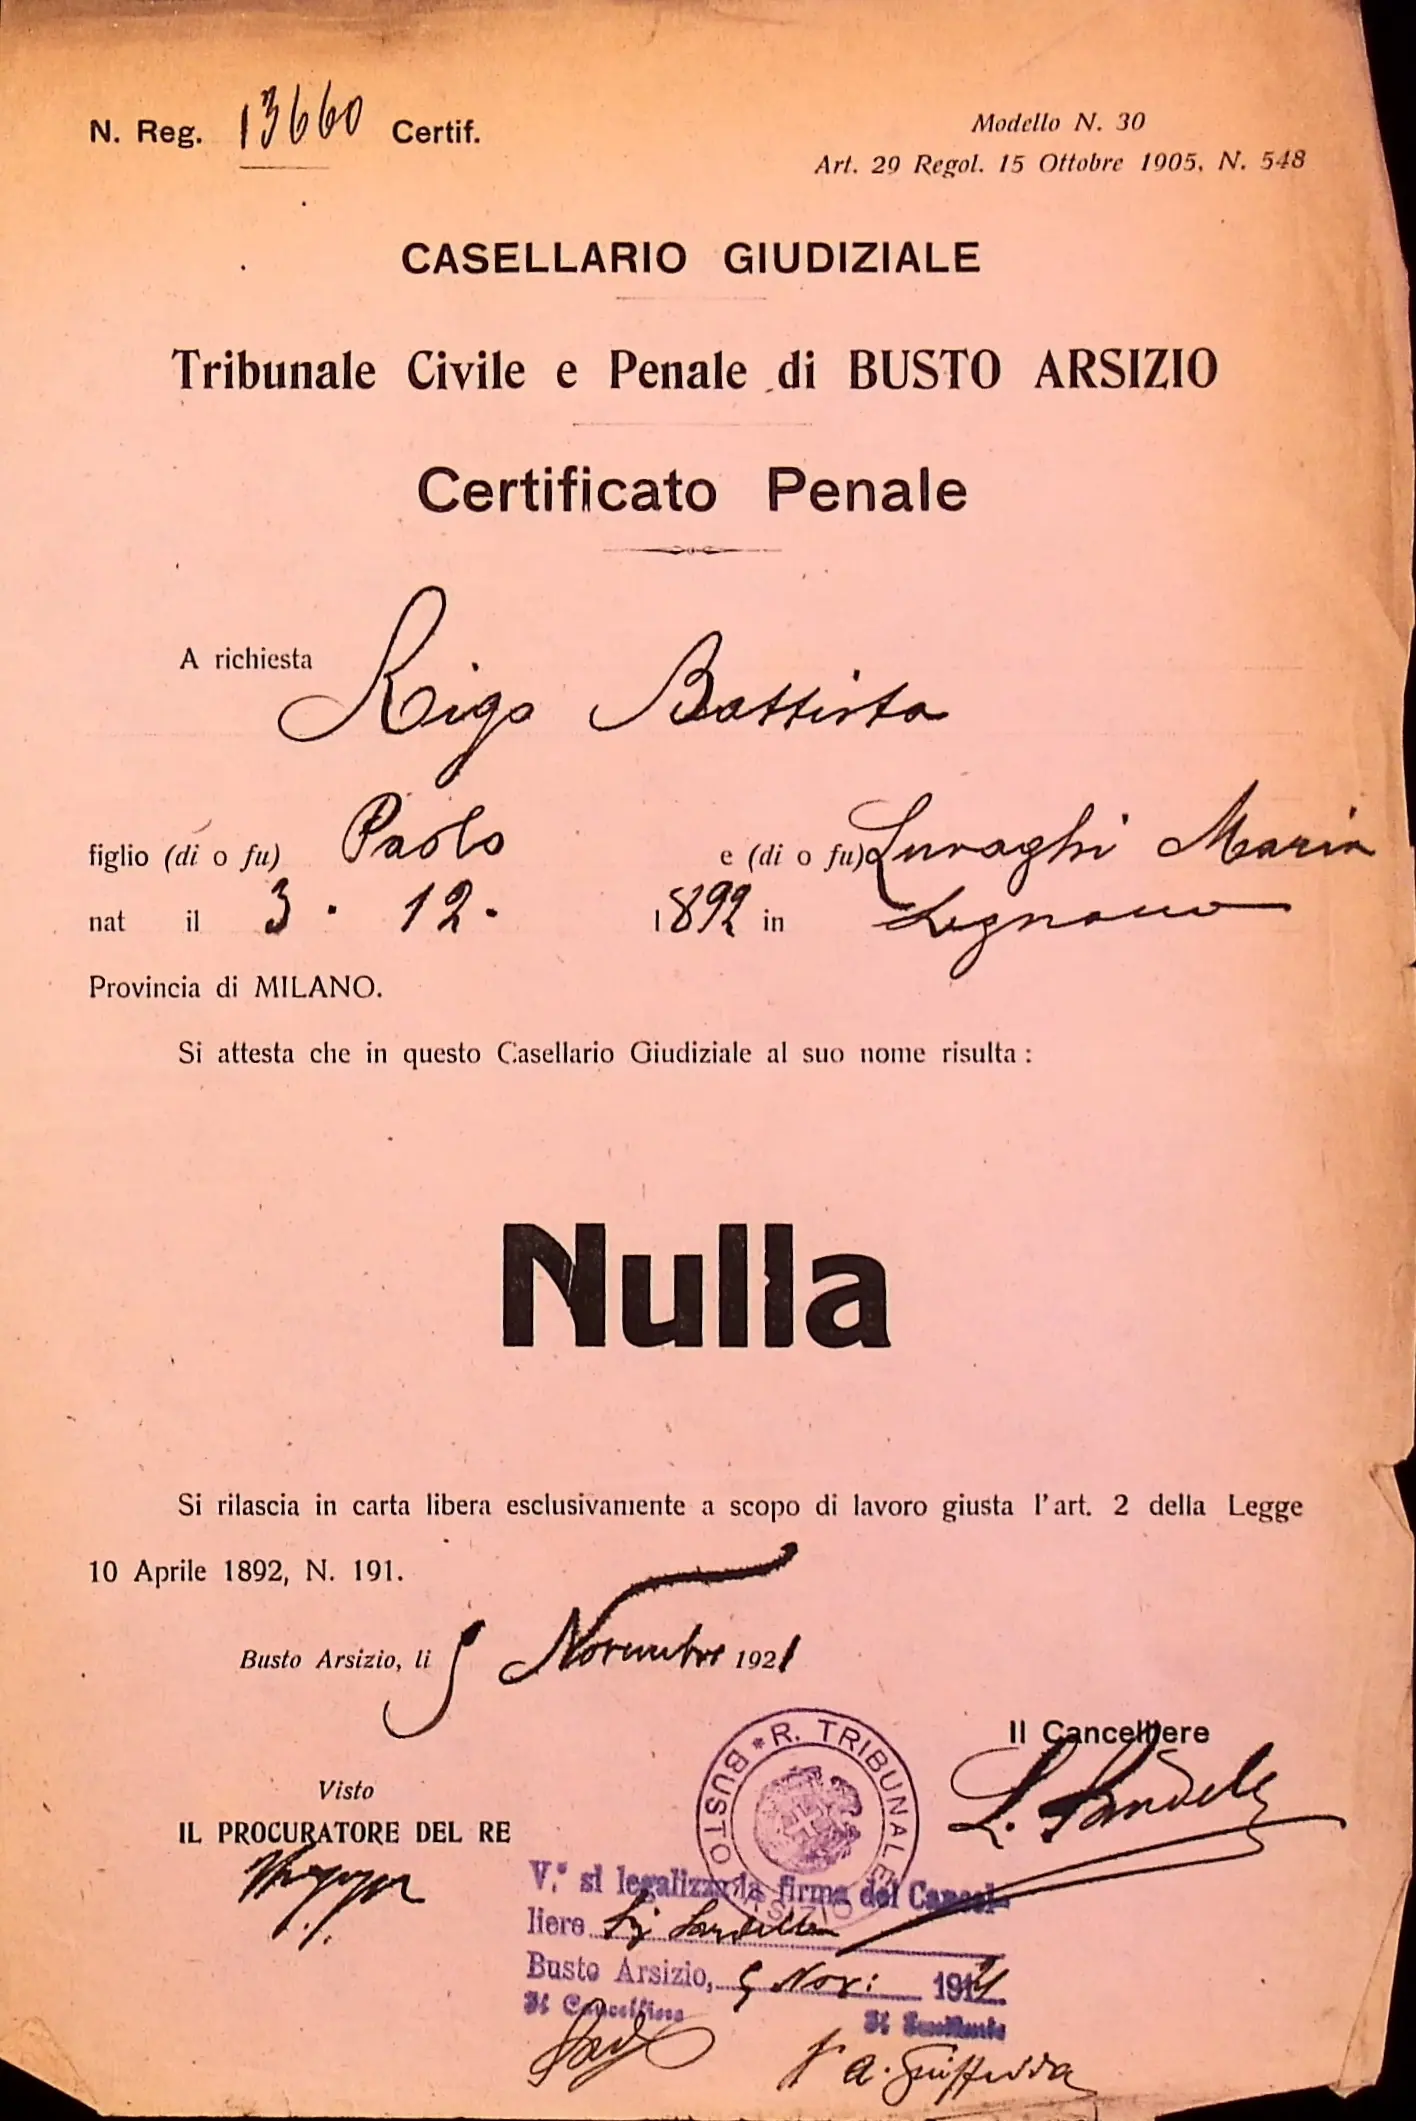 N. Reg. 13660 Certif.
Modello N. 30
Art. 29 Regol. 15 Ottobre 1905, N. 548
CASELLARIO GIUDIZIALE
Tribunale Civile e Penale di BUSTO ARSIZIO
Certificato Penale
A richiesta Rigo Battista
figlio (di o fu) Paolo e (di o fu) Luraghi Maria
nat il 3 . 12 . 1892 in Legnano
Provincia di MILANO.
Si attesta che in questo Casellario Giudiziale al suo nome risulta :
Nulla
Si rilascia in carta libera esclusivamente a scopo di lavoro giusta l'art. 2 della Legge
10 Aprile 1892, N. 191.
Busto Arsizio, li 5 Novembre 1921
Il Cancelliere
Visto
IL PROCURATORE DEL RE
* R. TRIBUNALE BUSTO ARSIZIO
V.° si legalizza la firma del Cancel-
liere
Busto Arsizio, 5 Nov: 1921
Il Cancelliere